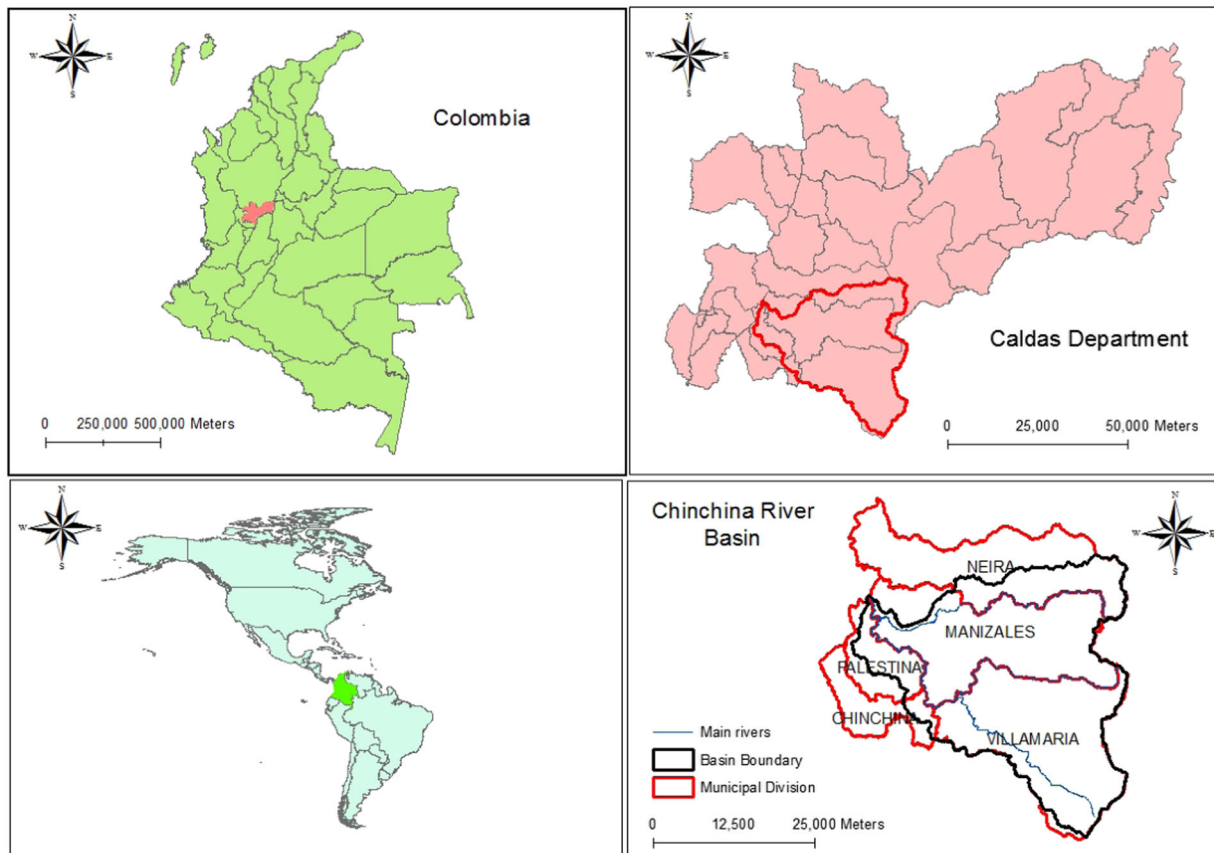 N
W E
S
Colombia
0 250,000 500,000 Meters
N
W E
S
Caldas Department
0 25,000 50,000 Meters
N
W E
S
Chinchina River
Basin
N
W E
S
NEIRA
MANIZALES
PALESTINA
CHINCHINA
VILLAMARIA
Main rivers
Basin Boundary
Municipal Division
0 12,500 25,000 Meters